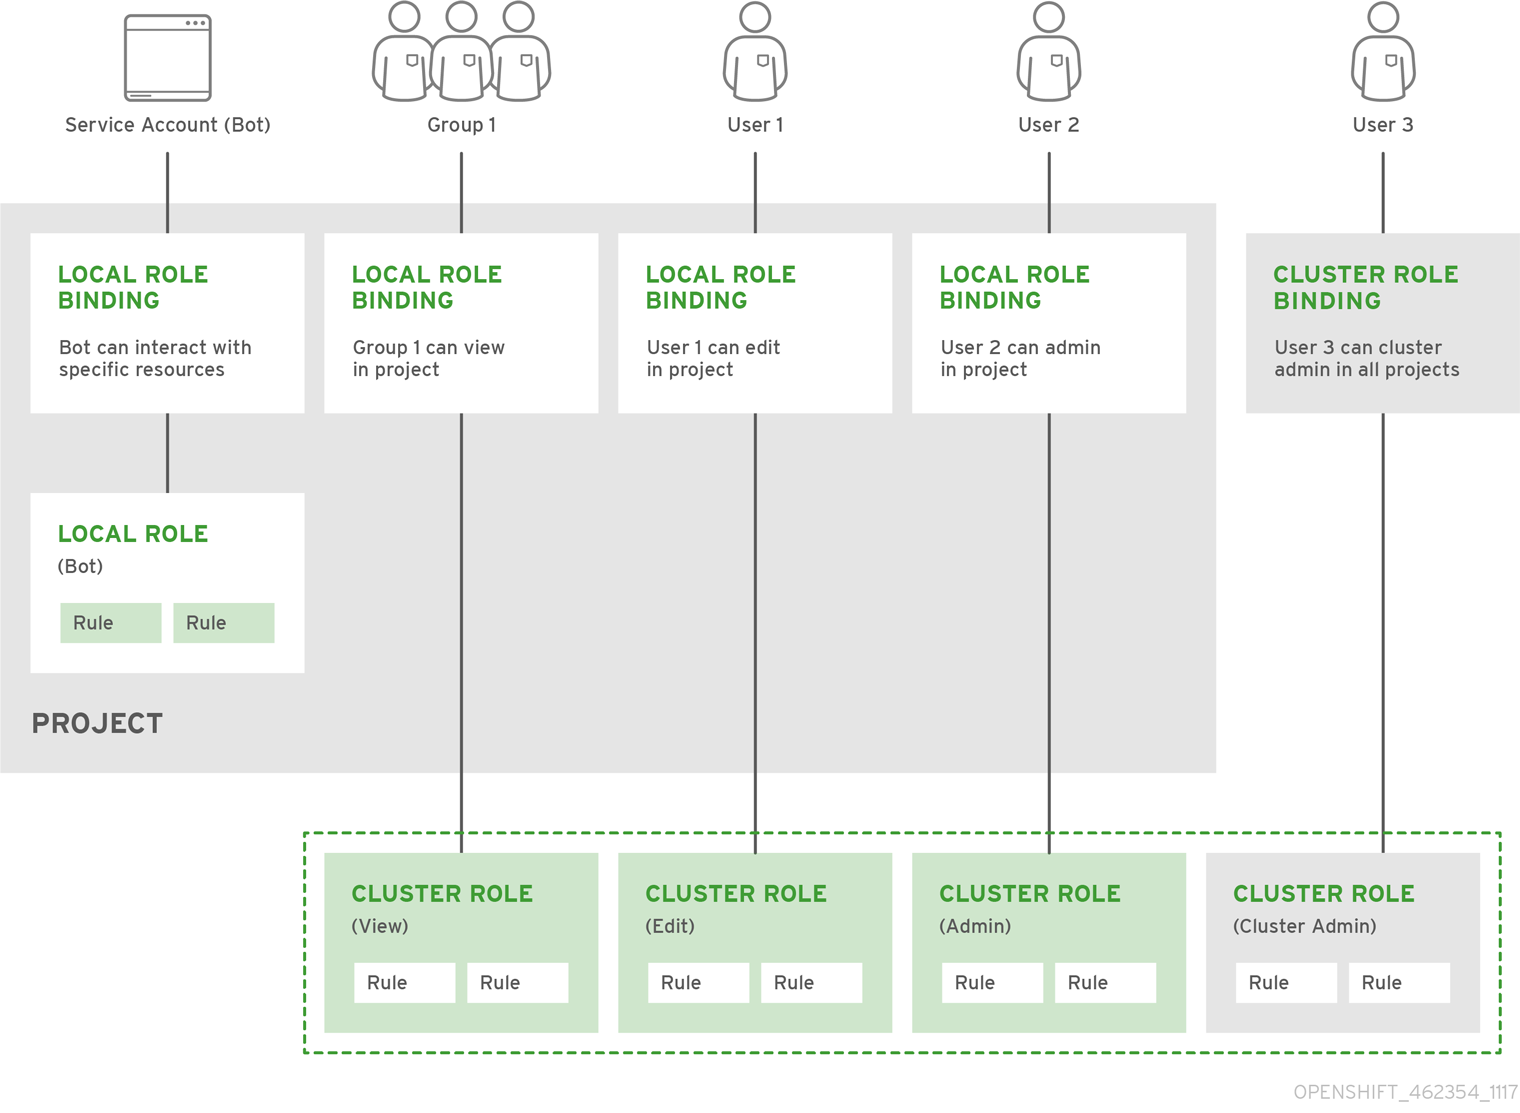 Service Account (Bot)
Group 1
User 1
User 2
User 3
LOCAL ROLE
BINDING
Bot can interact with
specific resources
LOCAL ROLE
BINDING
Group 1 can view
in project
LOCAL ROLE
BINDING
User 1 can edit
in project
LOCAL ROLE
BINDING
User 2 can admin
in project
CLUSTER ROLE
BINDING
User 3 can cluster
admin in all projects
LOCAL ROLE
(Bot)
Rule
Rule
PROJECT
CLUSTER ROLE
(View)
Rule
Rule
CLUSTER ROLE
(Edit)
Rule
Rule
CLUSTER ROLE
(Admin)
Rule
Rule
CLUSTER ROLE
(Cluster Admin)
Rule
Rule
OPENSHIFT_462354_1117